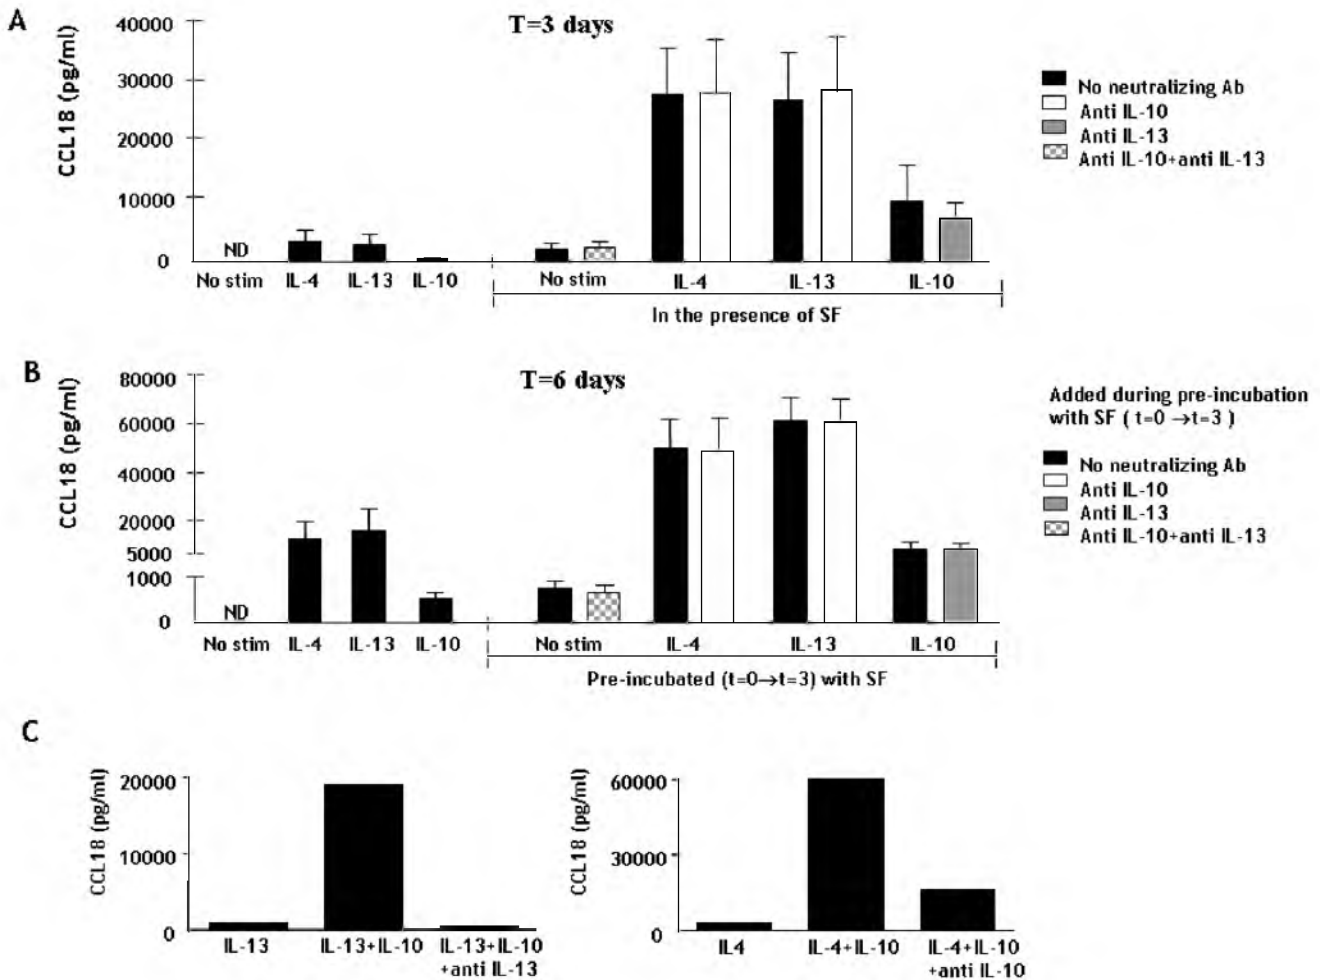 A
T=3 days
CCL18 (pg/ml)
40000
30000
20000
10000
0
ND
No stim IL-4 IL-13 IL-10 No stim IL-4 IL-13 IL-10
In the presence of SF
No neutralizing Ab
Anti IL-10
Anti IL-13
Anti IL-10+anti IL-13
B
T=6 days
CCL18 (pg/ml)
80000
60000
40000
20000
5000
1000
0
ND
No stim IL-4 IL-13 IL-10 No stim IL-4 IL-13 IL-10
Pre-incubated (t=0→t=3) with SF
Added during pre-incubation
with SF ( t=0 →t=3 )
No neutralizing Ab
Anti IL-10
Anti IL-13
Anti IL-10+anti IL-13
C
CCL18 (pg/ml)
20000
10000
0
IL-13 IL-13+IL-10 IL-13+IL-10
+anti IL-13
CCL18 (pg/ml)
60000
30000
0
IL4 IL-4+IL-10 IL-4+IL-10
+anti IL-10